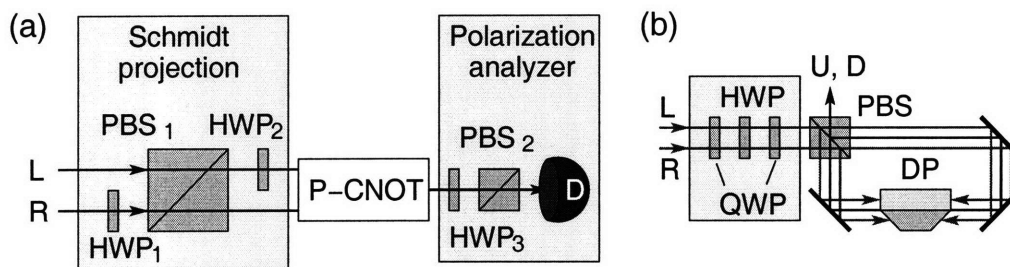 (a)
Schmidt
projection
PBS 1
HWP2
L
R
HWP1
P-CNOT
Polarization
analyzer
PBS 2
D
HWP3
(b)
U, D
L
HWP
PBS
R
QWP
DP